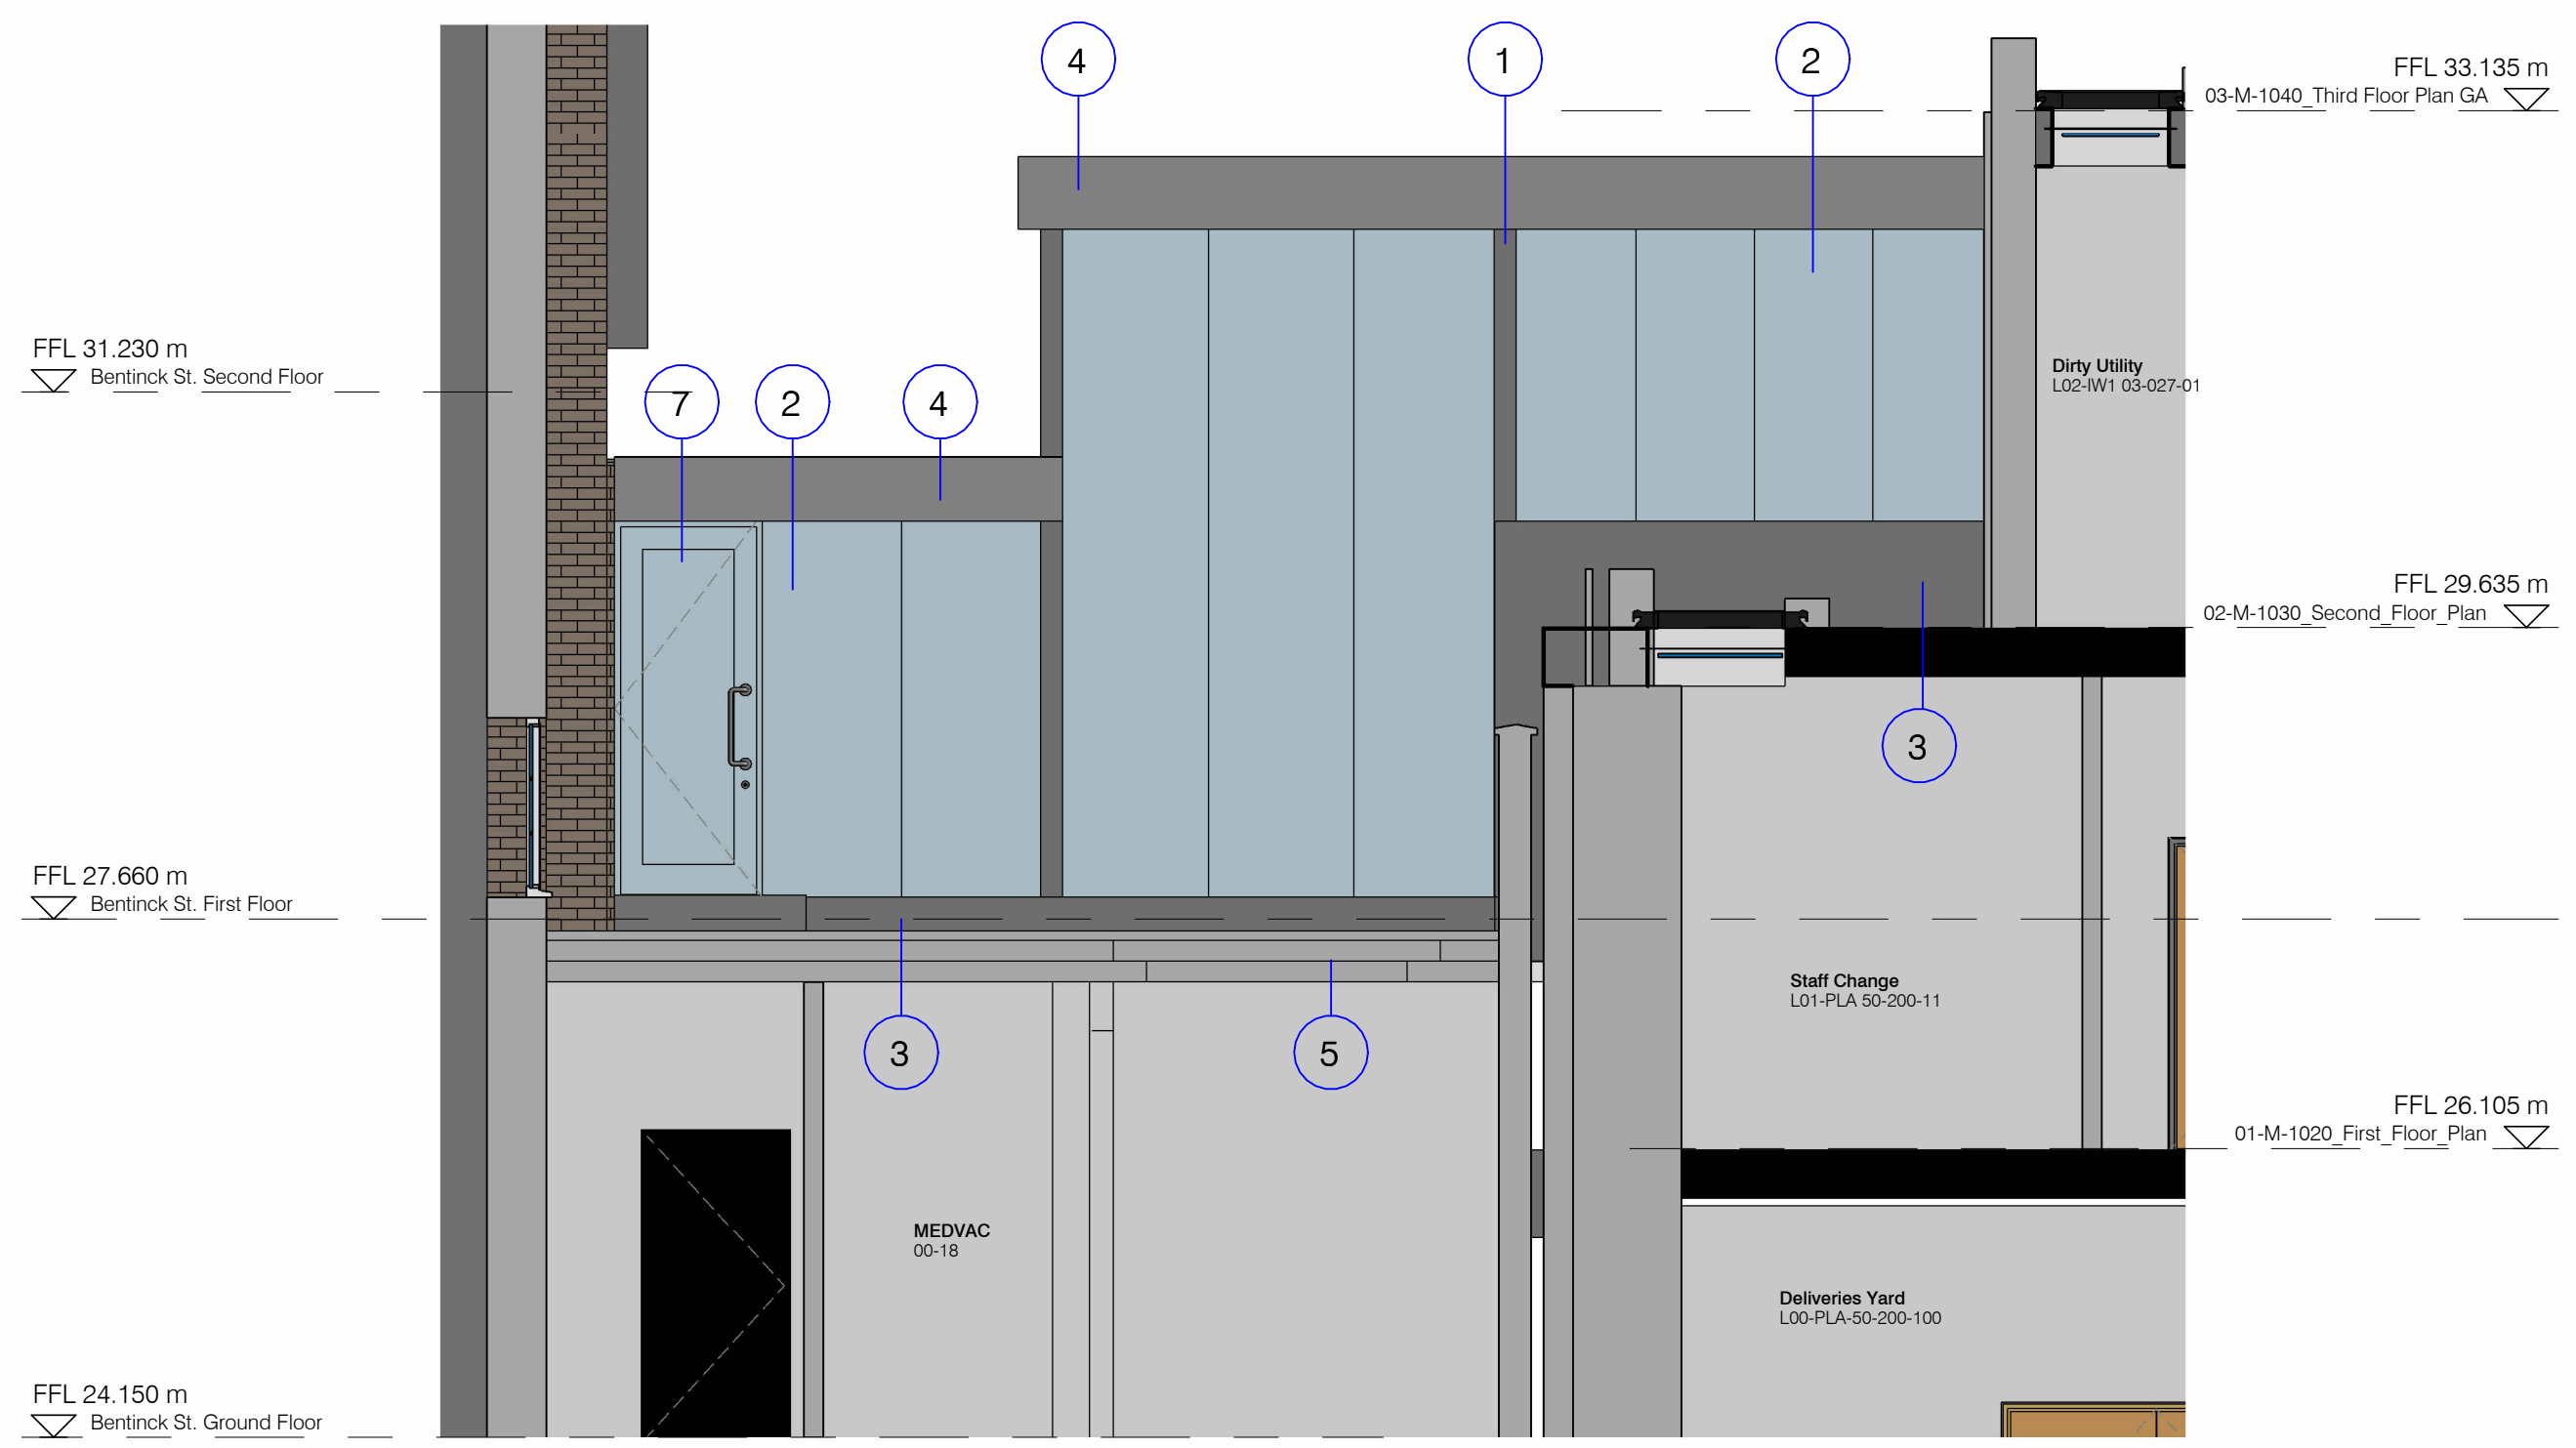 4
1
2
FFL 33.135 m
03-M-1040_Third Floor Plan GA
FFL 31.230 m
Bentinck St. Second Floor
Dirty Utility
L02-IW1 03-027-01
7
2
4
FFL 29.635 m
02-M-1030_Second_Floor_Plan
3
FFL 27.660 m
Bentinck St. First Floor
Staff Change
L01-PLA 50-200-11
3
5
FFL 26.105 m
01-M-1020_First_Floor_Plan
MEDVAC
00-18
Deliveries Yard
L00-PLA-50-200-100
FFL 24.150 m
Bentinck St. Ground Floor